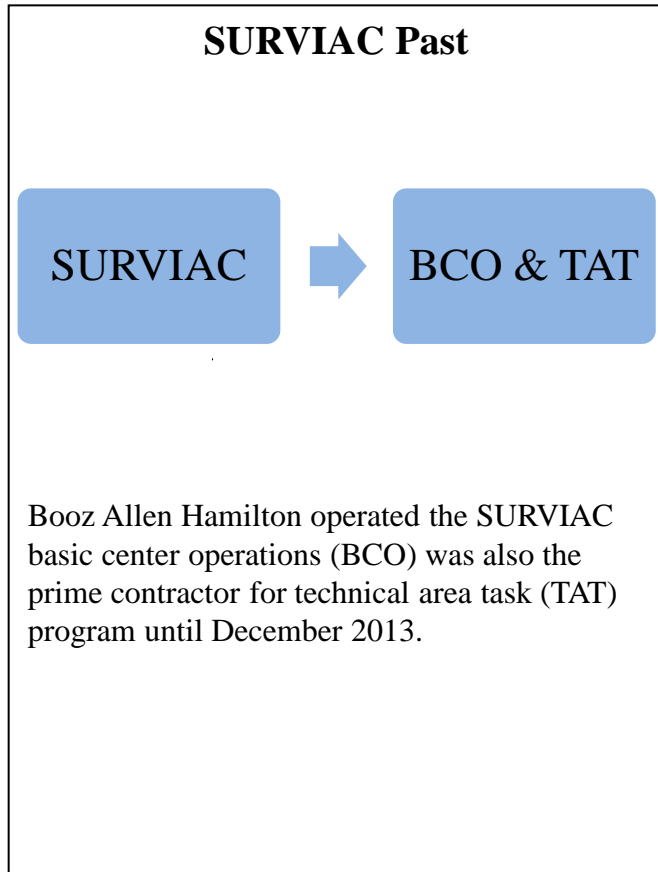 SURVIAC Past
SURVIAC
BCO & TAT
Booz Allen Hamilton operated the SURVIAC
basic center operations (BCO) was also the
prime contractor for technical area task (TAT)
program until December 2013.